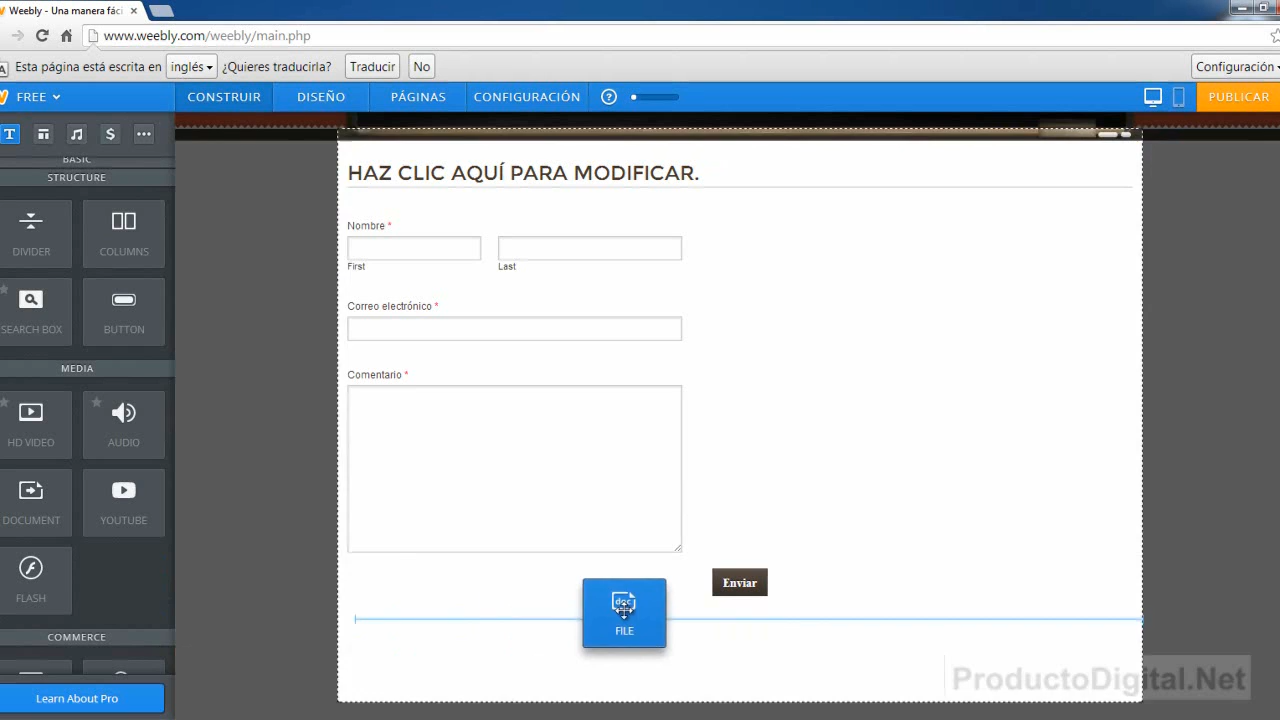 Weebly - Una manera fáci
www.weebly.com/weebly/main.php
Esta página está escrita en inglés ¿Quieres traducirla? Traducir No Configuración
FREE CONSTRUIR DISEÑO PÁGINAS CONFIGURACIÓN ? PUBLICAR
T $
BASIC
STRUCTURE
DIVIDER COLUMNS
SEARCH BOX BUTTON
MEDIA
HD VIDEO AUDIO
DOCUMENT YOUTUBE
FLASH
COMMERCE
Learn About Pro
HAZ CLIC AQUÍ PARA MODIFICAR.
Nombre *
First Last
Correo electrónico *
Comentario *
Enviar
doc
FILE
ProductoDigital.Net